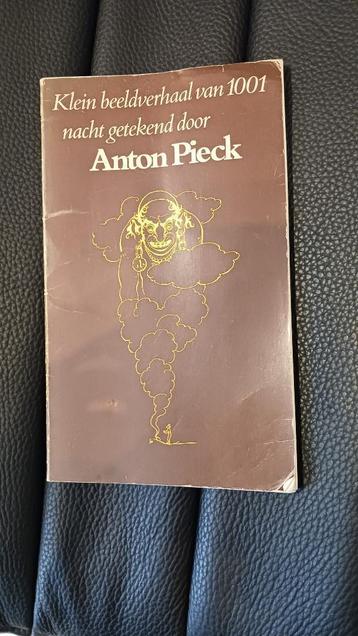 Klein beeldverhaal van 1001
nacht getekend door
Anton Pieck